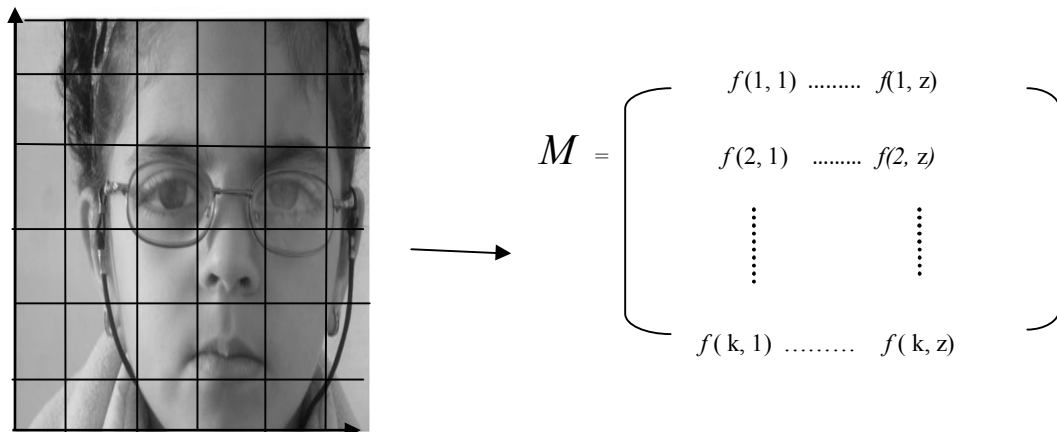 f(1, 1) ......... f(1, z)
M = f(2, 1) ......... f(2, z)
f( k, 1) ......... f( k, z)